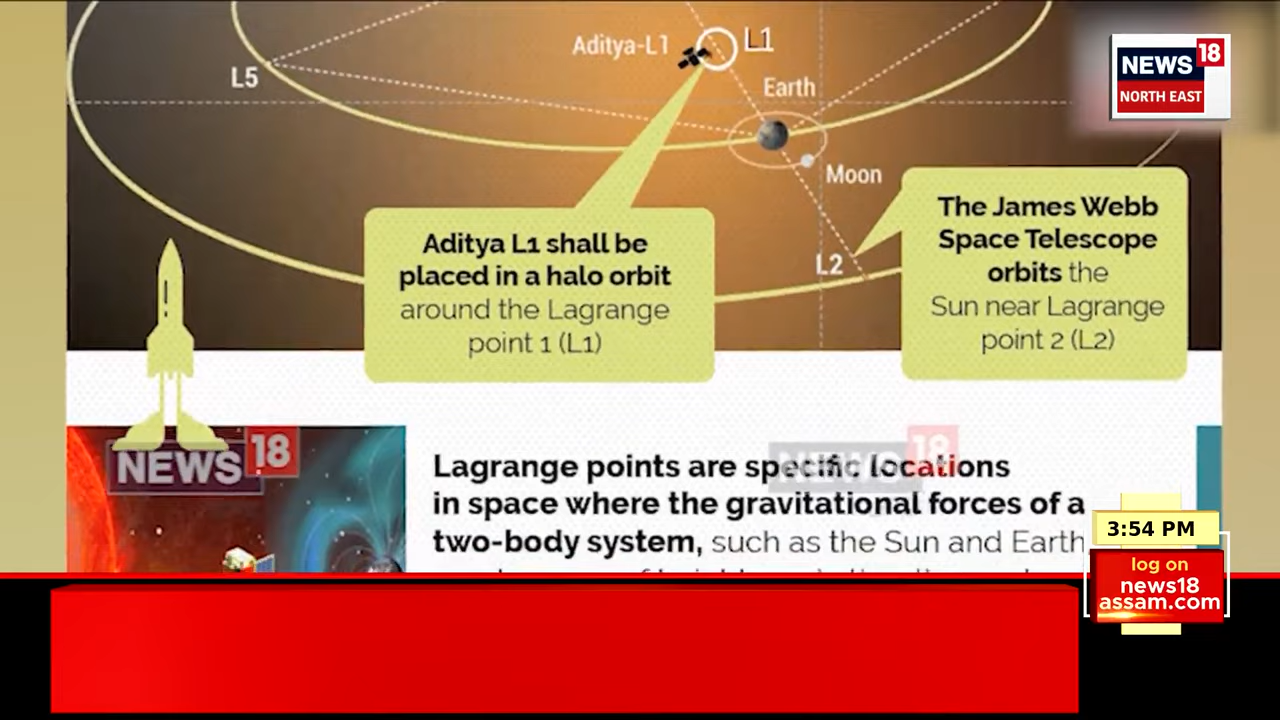 Aditya-L1
L1
NEWS 18
NORTH EAST
L5
Earth
Moon
L2
Aditya L1 shall be
placed in a halo orbit
around the Lagrange
point 1 (L1)
The James Webb
Space Telescope
orbits the
Sun near Lagrange
point 2 (L2)
NEWS 18
NEWS 18
Lagrange points are specific locations
in space where the gravitational forces of a
two-body system, such as the Sun and Earth
3:54 PM
log on
news18
assam.com